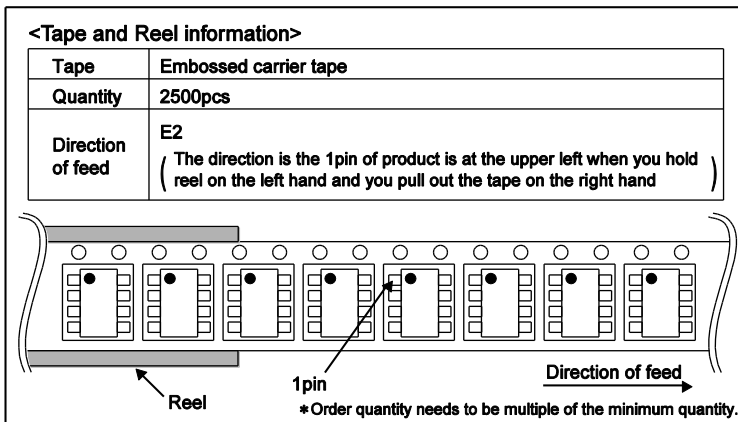 <Tape and Reel information>
Tape Embossed carrier tape
Quantity 2500pcs
Direction of feed E2
( The direction is the 1pin of product is at the upper left when you hold
reel on the left hand and you pull out the tape on the right hand )
Reel
1pin
Direction of feed
*Order quantity needs to be multiple of the minimum quantity.